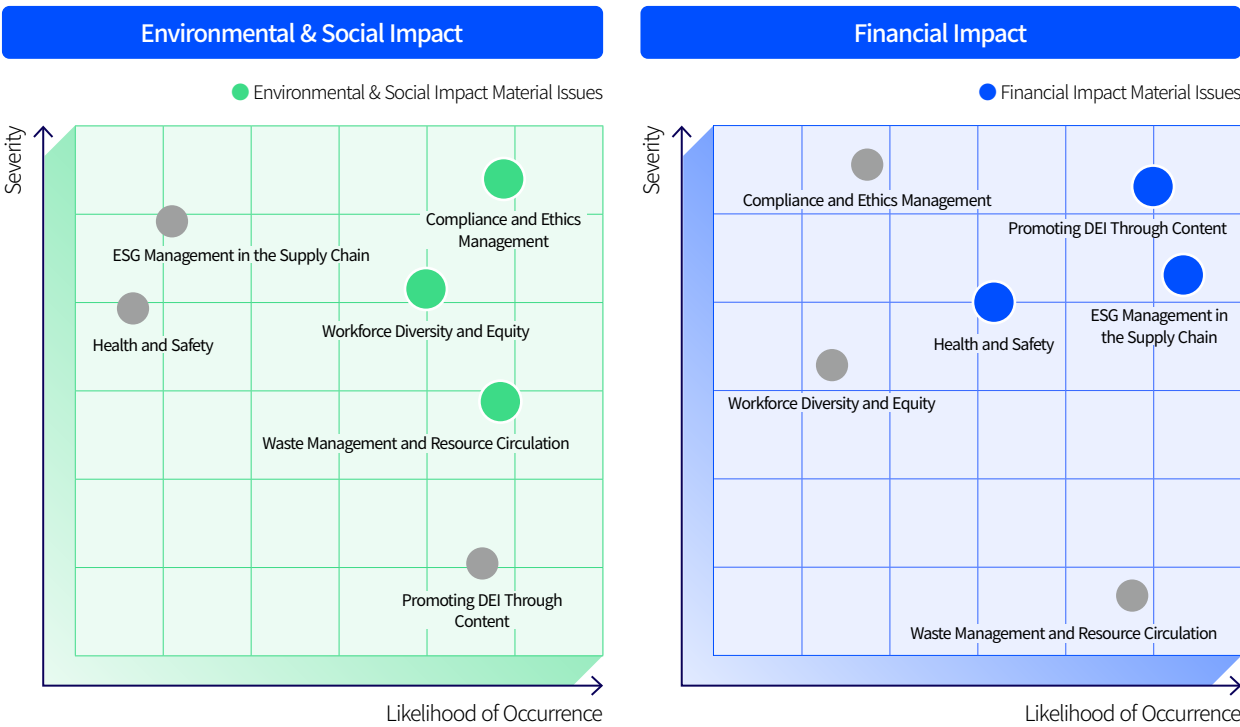 Environmental & Social Impact
Environmental & Social Impact Material Issues
Severity
Compliance and Ethics
Management
ESG Management in the Supply Chain
Workforce Diversity and Equity
Health and Safety
Waste Management and Resource Circulation
Promoting DEI Through
Content
Likelihood of Occurrence
Financial Impact
Financial Impact Material Issues
Severity
Compliance and Ethics Management
Promoting DEI Through Content
ESG Management in
the Supply Chain
Health and Safety
Workforce Diversity and Equity
Waste Management and Resource Circulation
Likelihood of Occurrence